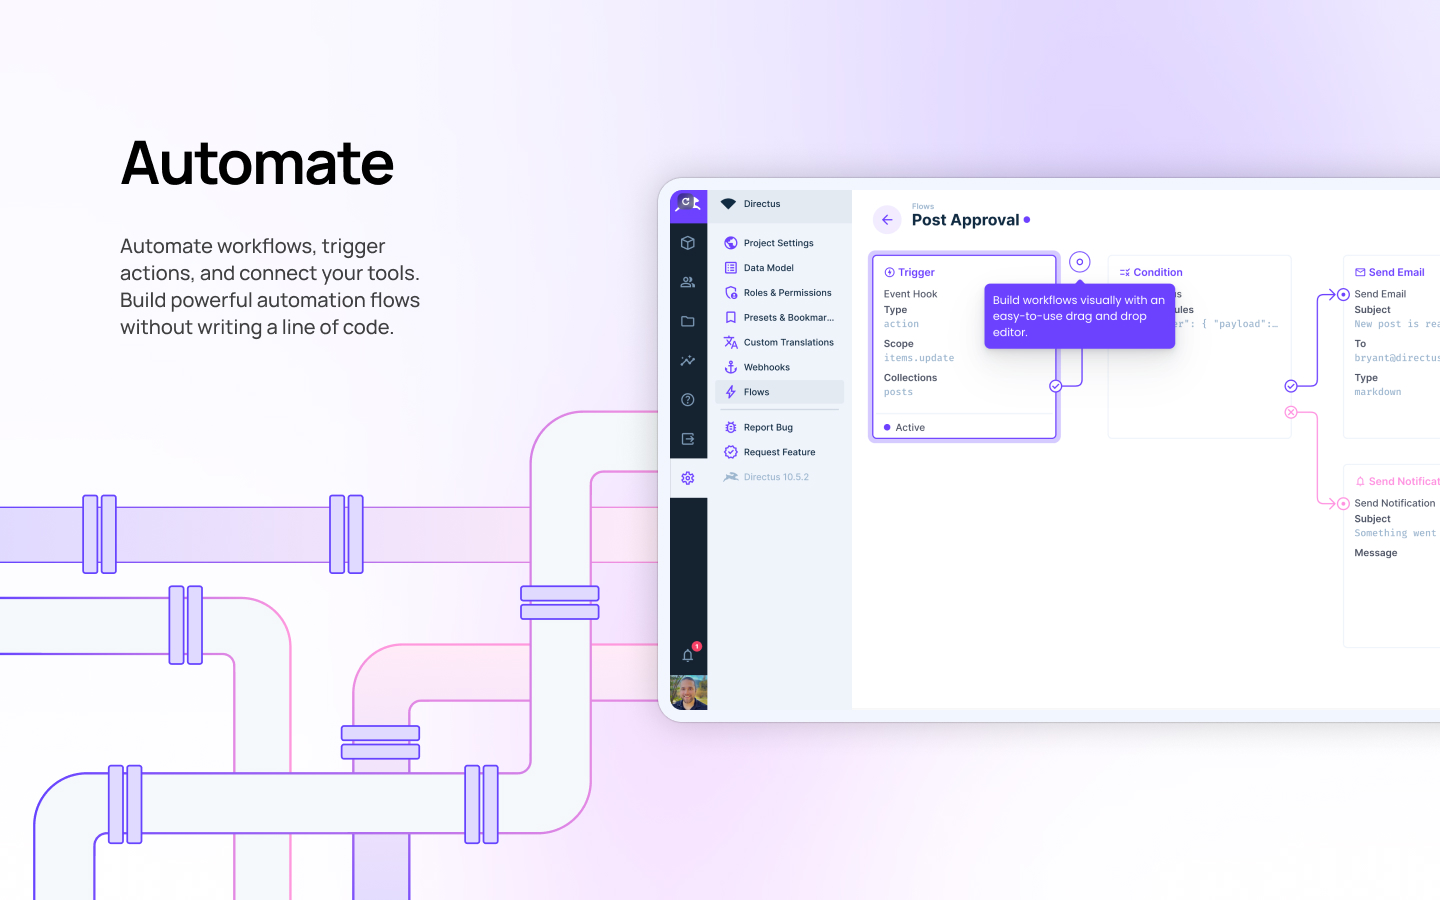 Automate
Automate workflows, trigger
actions, and connect your tools.
Build powerful automation flows
without writing a line of code.
Directus
Project Settings
Data Model
Roles & Permissions
Presets & Bookmar...
Custom Translations
Webhooks
Flows
Report Bug
Request Feature
Directus 10.5.2
1
Flows
Post Approval
Trigger
Event Hook
Type
action
Scope
items.update
Collections
posts
Active
Build workflows visually with an
easy-to-use drag and drop
editor.
Condition
er": { "payload":…
Send Email
Send Email
Subject
New post is rea
To
bryant@directus
Type
markdown
Send Notificat
Send Notification
Subject
Something went
Message